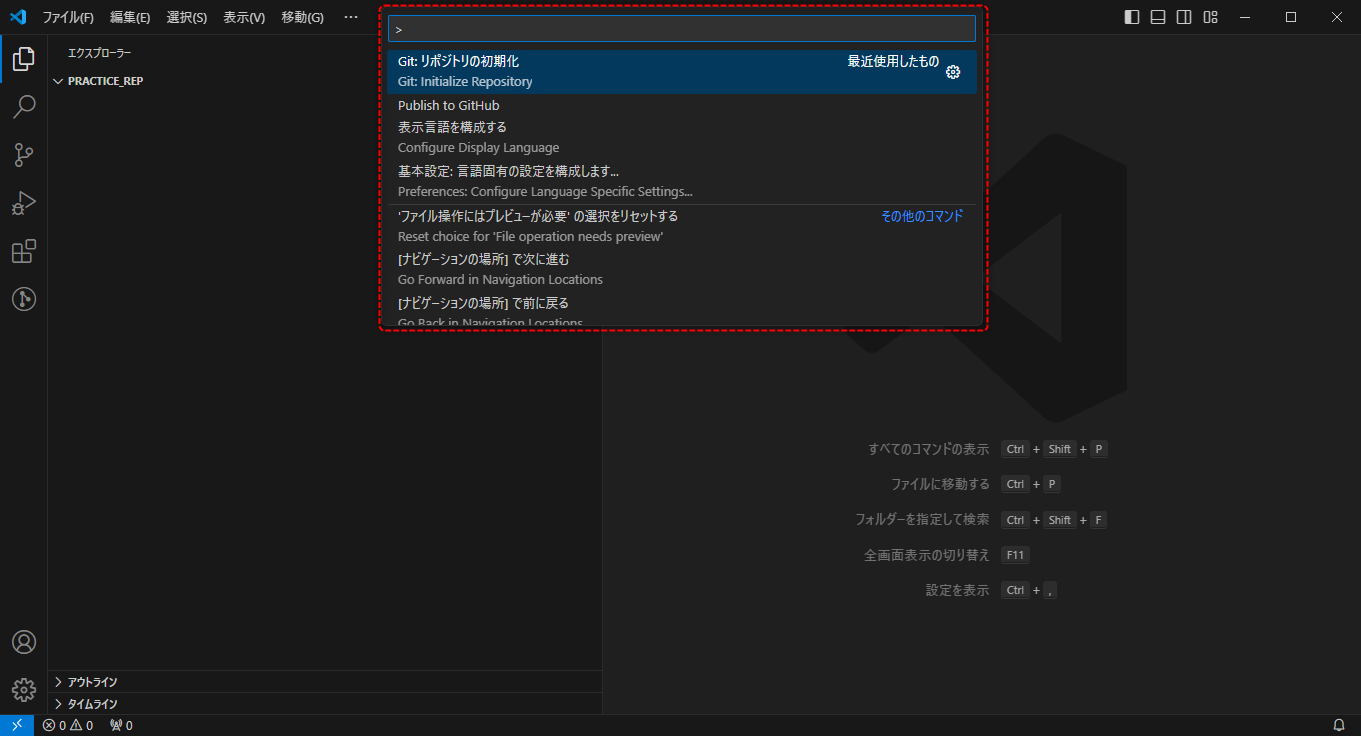 ファイル(F) 編集(E) 選択(S) 表示(V) 移動(G) ···
>
Git: リポジトリの初期化 最近使用したもの
Git: Initialize Repository
Publish to GitHub
表示言語を構成する
Configure Display Language
基本設定: 言語固有の設定を構成します...
Preferences: Configure Language Specific Settings...
'ファイル操作にはプレビューが必要' の選択をリセットする その他のコマンド
Reset choice for 'File operation needs preview'
[ナビゲーションの場所] で次に進む
Go Forward in Navigation Locations
[ナビゲーションの場所] で前に戻る
Go Back in Navigation Locations
エクスプローラー
PRACTICE_REP
すべてのコマンドの表示 Ctrl + Shift + P
ファイルに移動する Ctrl + P
フォルダーを指定して検索 Ctrl + Shift + F
全画面表示の切り替え F11
設定を表示 Ctrl + ,
アウトライン
タイムライン
0 0 0